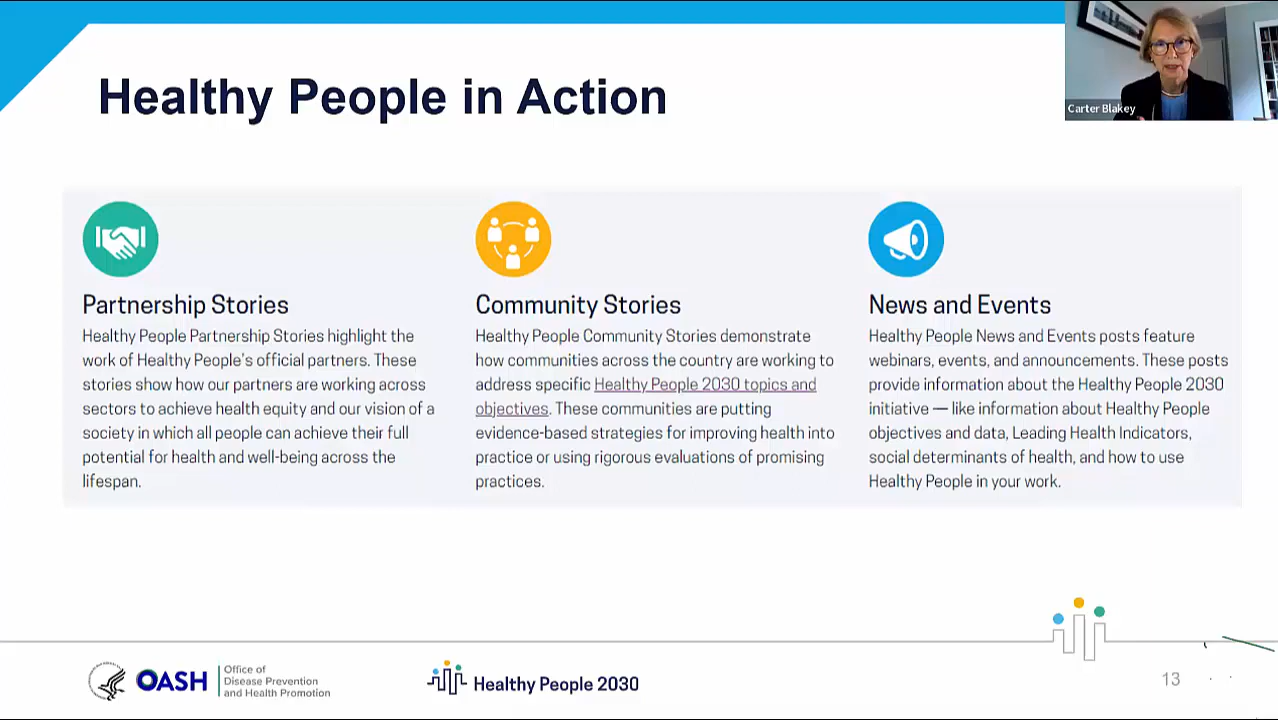 Healthy People in Action
Carter Blakey
Partnership Stories
Healthy People Partnership Stories highlight the
work of Healthy People's official partners. These
stories show how our partners are working across
sectors to achieve health equity and our vision of a
society in which all people can achieve their full
potential for health and well-being across the
lifespan.
Community Stories
Healthy People Community Stories demonstrate
how communities across the country are working to
address specific Healthy People 2030 topics and
objectives. These communities are putting
evidence-based strategies for improving health into
practice or using rigorous evaluations of promising
practices.
News and Events
Healthy People News and Events posts feature
webinars, events, and announcements. These posts
provide information about the Healthy People 2030
initiative — like information about Healthy People
objectives and data, Leading Health Indicators,
social determinants of health, and how to use
Healthy People in your work.
OASH
Office of
Disease Prevention
and Health Promotion
Healthy People 2030
13